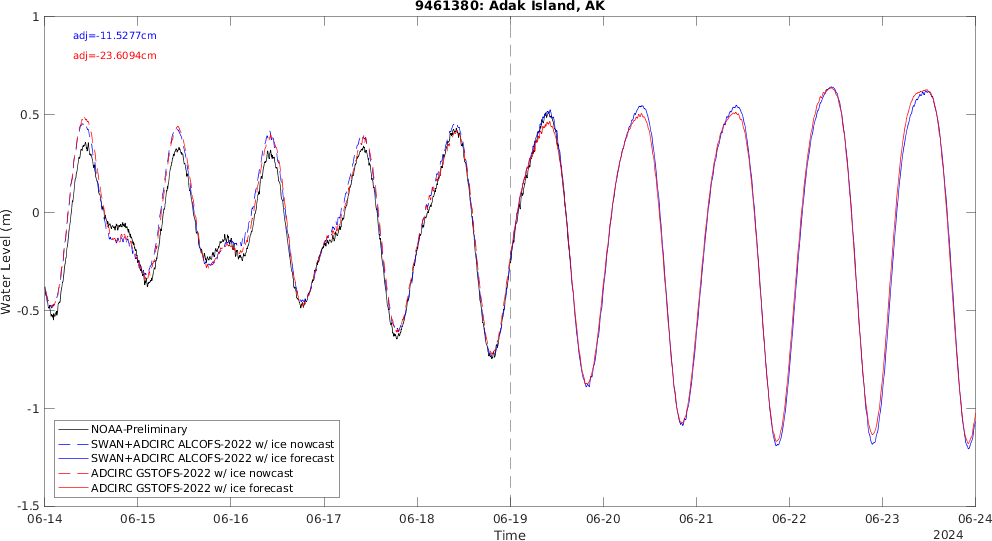 9461380: Adak Island, AK
adj=-11.5277cm
adj=-23.6094cm
1
0.5
0
-0.5
-1
-1.5
Water Level (m)
NOAA-Preliminary
SWAN+ADCIRC ALCOFS-2022 w/ ice nowcast
SWAN+ADCIRC ALCOFS-2022 w/ ice forecast
ADCIRC GSTOFS-2022 w/ ice nowcast
ADCIRC GSTOFS-2022 w/ ice forecast
06-14 06-15 06-16 06-17 06-18 06-19 06-20 06-21 06-22 06-23 06-24
Time
2024